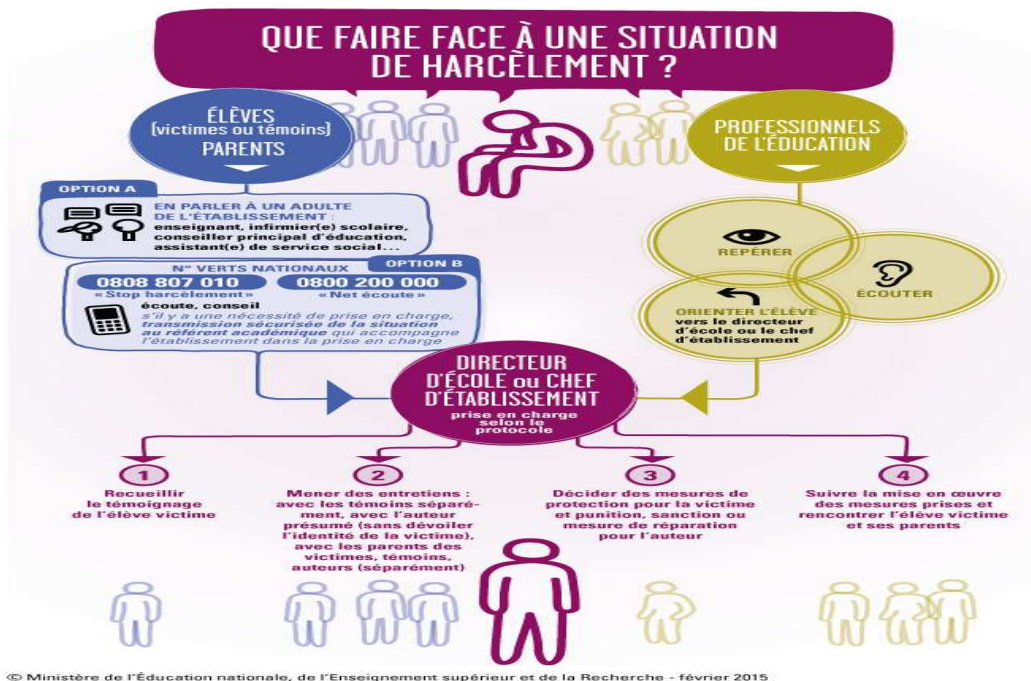 QUE FAIRE FACE À UNE SITUATION
DE HARCÈLEMENT ?
ÉLÈVES
(victimes ou témoins)
PARENTS
PROFESSIONNELS
DE L'ÉDUCATION
OPTION A
EN PARLER À UN ADULTE
DE L'ÉTABLISSEMENT :
enseignant, infirmier(e) scolaire,
conseiller principal d'éducation,
assistant(e) de service social...
OPTION B
N° VERTS NATIONAUX
0808 807 010
« Stop harcèlement »
0800 200 000
« Net écoute »
écoute, conseil
s'il y a une nécessité de prise en charge,
transmission sécurisée de la situation
au référent académique qui accompagne
l'établissement dans la prise en charge
REPÉRER
ÉCOUTER
ORIENTER L'ÉLÈVE
vers le directeur
d'école ou le chef
d'établissement
DIRECTEUR
D'ÉCOLE ou CHEF
D'ÉTABLISSEMENT
prise en charge
selon le
protocole
1
Recueillir
le témoignage
de l'élève victime
2
Mener des entretiens :
avec les témoins séparé-
ment, avec l'auteur
présumé (sans dévoiler
l'identité de la victime),
avec les parents des
victimes, témoins,
auteurs (séparément)
3
Décider des mesures de
protection pour la victime
et punition, sanction ou
mesure de réparation
pour l'auteur
4
Suivre la mise en œuvre
des mesures prises et
rencontrer l'élève victime
et ses parents
© Ministère de l'Éducation nationale, de l'Enseignement supérieur et de la Recherche - février 2015